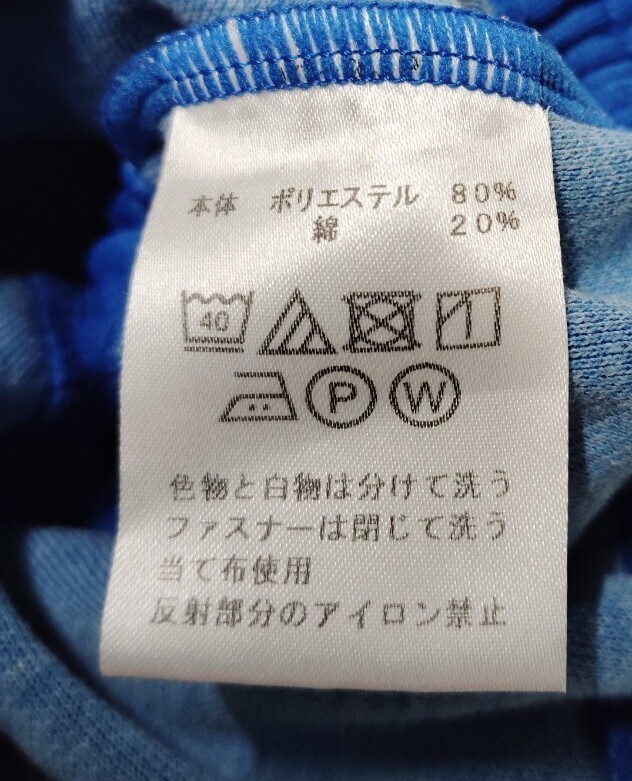 本体 ポリエステル 80%
綿 20%
40
P W
色物と白物は分けて洗う
ファスナーは閉じて洗う
当て布使用
反射部分のアイロン禁止